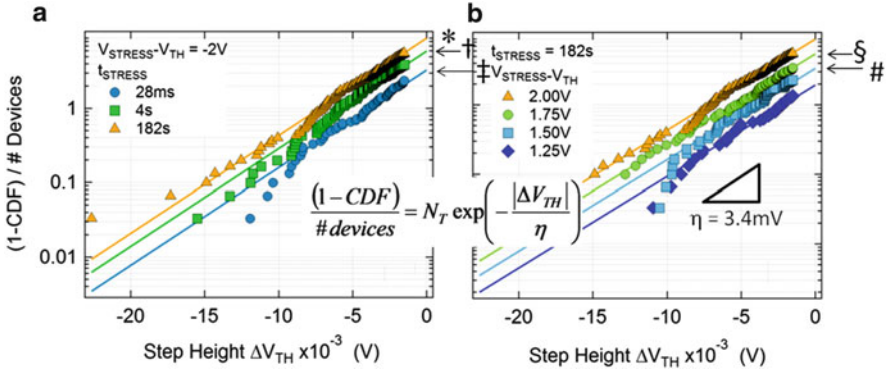 a
b
V_STRESS-V_TH = -2V
t_STRESS
28ms
4s
182s
*
†
‡
t_STRESS = 182s
V_STRESS-V_TH
2.00V
1.75V
1.50V
1.25V
§
#
(1-CDF) / # Devices
1
0.1
0.01
(1-CDF) / #devices = N_T exp(-|ΔV_TH| / η)
η = 3.4mV
-20 -15 -10 -5 0
-20 -15 -10 -5 0
Step Height ΔV_TH x10^-3 (V)
Step Height ΔV_TH x10^-3 (V)